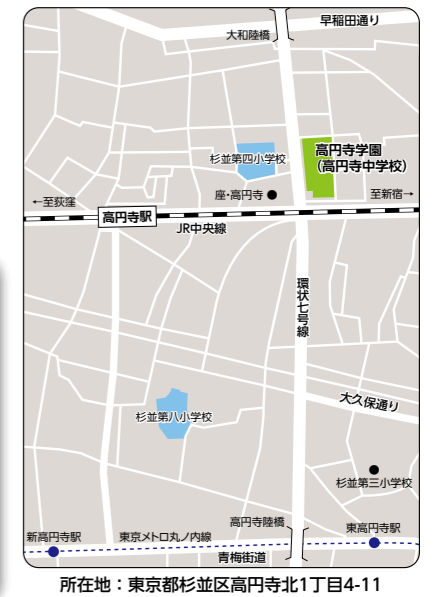 早稲田通り
大和陸橋
高円寺学園
(高円寺中学校)
杉並第四小学校
座・高円寺
←至荻窪
至新宿→
高円寺駅
JR中央線
環状七号線
大久保通り
杉並第八小学校
杉並第三小学校
高円寺陸橋
新高円寺駅
東京メトロ丸ノ内線
東高円寺駅
青梅街道
所在地：東京都杉並区高円寺北1丁目4-11